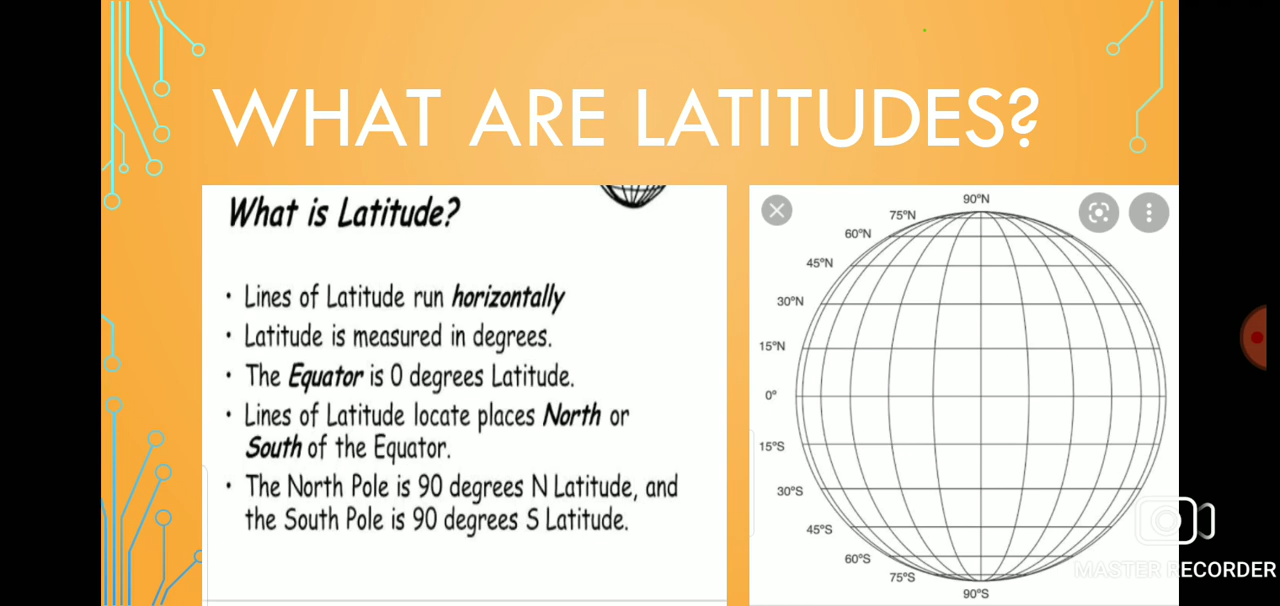 WHAT ARE LATITUDES?
What is Latitude?
• Lines of Latitude run horizontally
• Latitude is measured in degrees.
• The Equator is 0 degrees Latitude.
• Lines of Latitude locate places North or
South of the Equator.
• The North Pole is 90 degrees N Latitude, and
the South Pole is 90 degrees S Latitude.
90°N
75°N
60°N
45°N
30°N
15°N
0°
15°S
30°S
45°S
60°S
75°S
90°S
MASTER RECORDER